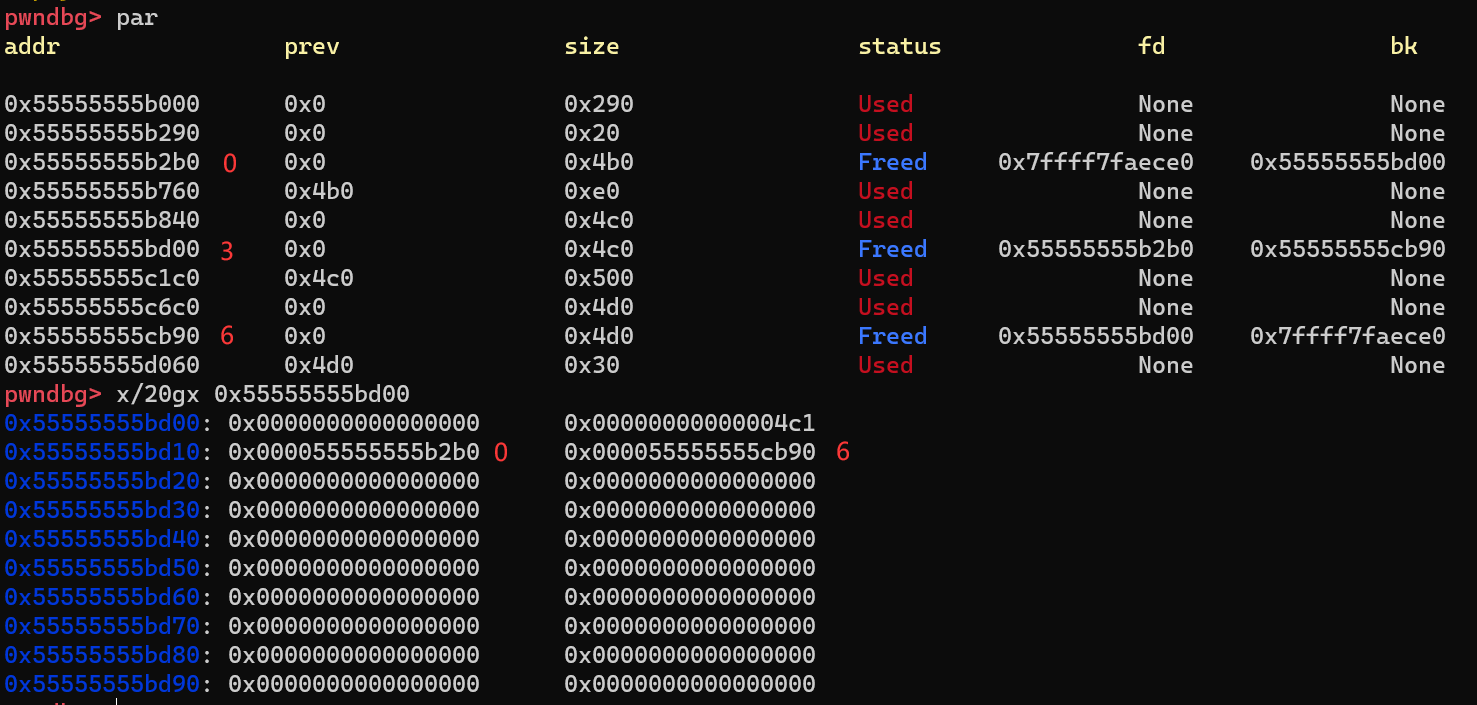 pwndbg> par
addr prev size status fd bk
0x55555555b000 0x0 0x290 Used None None
0x55555555b290 0x0 0x20 Used None None
0x55555555b2b0 0 0x0 0x4b0 Freed 0x7ffff7faece0 0x55555555bd00
0x55555555b760 0x4b0 0xe0 Used None None
0x55555555b840 0x0 0x4c0 Used None None
0x55555555bd00 3 0x0 0x4c0 Freed 0x55555555b2b0 0x55555555cb90
0x55555555c1c0 0x4c0 0x500 Used None None
0x55555555c6c0 0x0 0x4d0 Used None None
0x55555555cb90 6 0x0 0x4d0 Freed 0x55555555bd00 0x7ffff7faece0
0x55555555d060 0x4d0 0x30 Used None None
pwndbg> x/20gx 0x55555555bd00
0x55555555bd00: 0x0000000000000000 0x00000000000004c1
0x55555555bd10: 0x000055555555b2b0 0 0x000055555555cb90 6
0x55555555bd20: 0x0000000000000000 0x0000000000000000
0x55555555bd30: 0x0000000000000000 0x0000000000000000
0x55555555bd40: 0x0000000000000000 0x0000000000000000
0x55555555bd50: 0x0000000000000000 0x0000000000000000
0x55555555bd60: 0x0000000000000000 0x0000000000000000
0x55555555bd70: 0x0000000000000000 0x0000000000000000
0x55555555bd80: 0x0000000000000000 0x0000000000000000
0x55555555bd90: 0x0000000000000000 0x0000000000000000